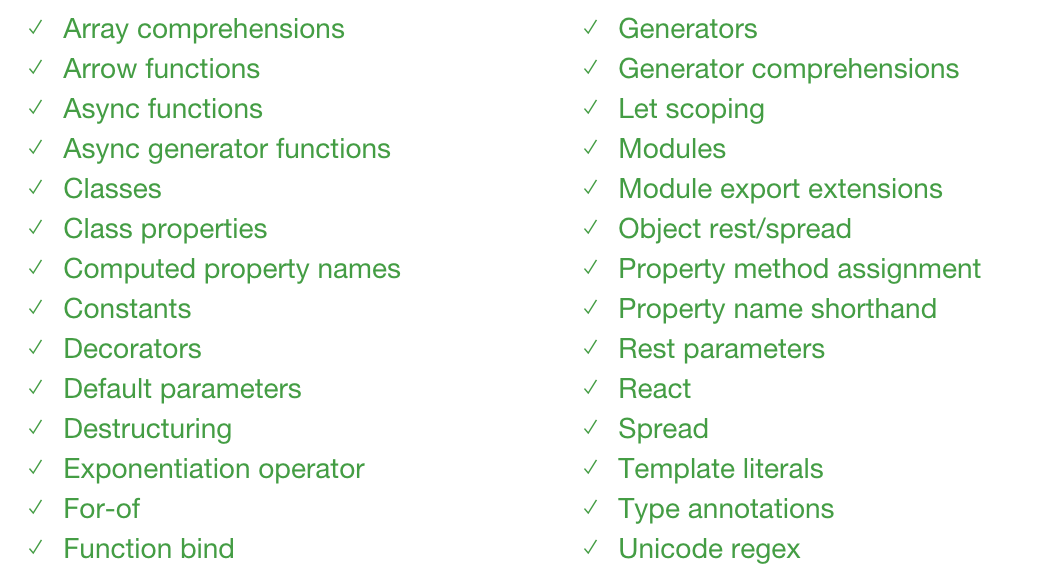 ✓ Array comprehensions
✓ Arrow functions
✓ Async functions
✓ Async generator functions
✓ Classes
✓ Class properties
✓ Computed property names
✓ Constants
✓ Decorators
✓ Default parameters
✓ Destructuring
✓ Exponentiation operator
✓ For-of
✓ Function bind
✓ Generators
✓ Generator comprehensions
✓ Let scoping
✓ Modules
✓ Module export extensions
✓ Object rest/spread
✓ Property method assignment
✓ Property name shorthand
✓ Rest parameters
✓ React
✓ Spread
✓ Template literals
✓ Type annotations
✓ Unicode regex